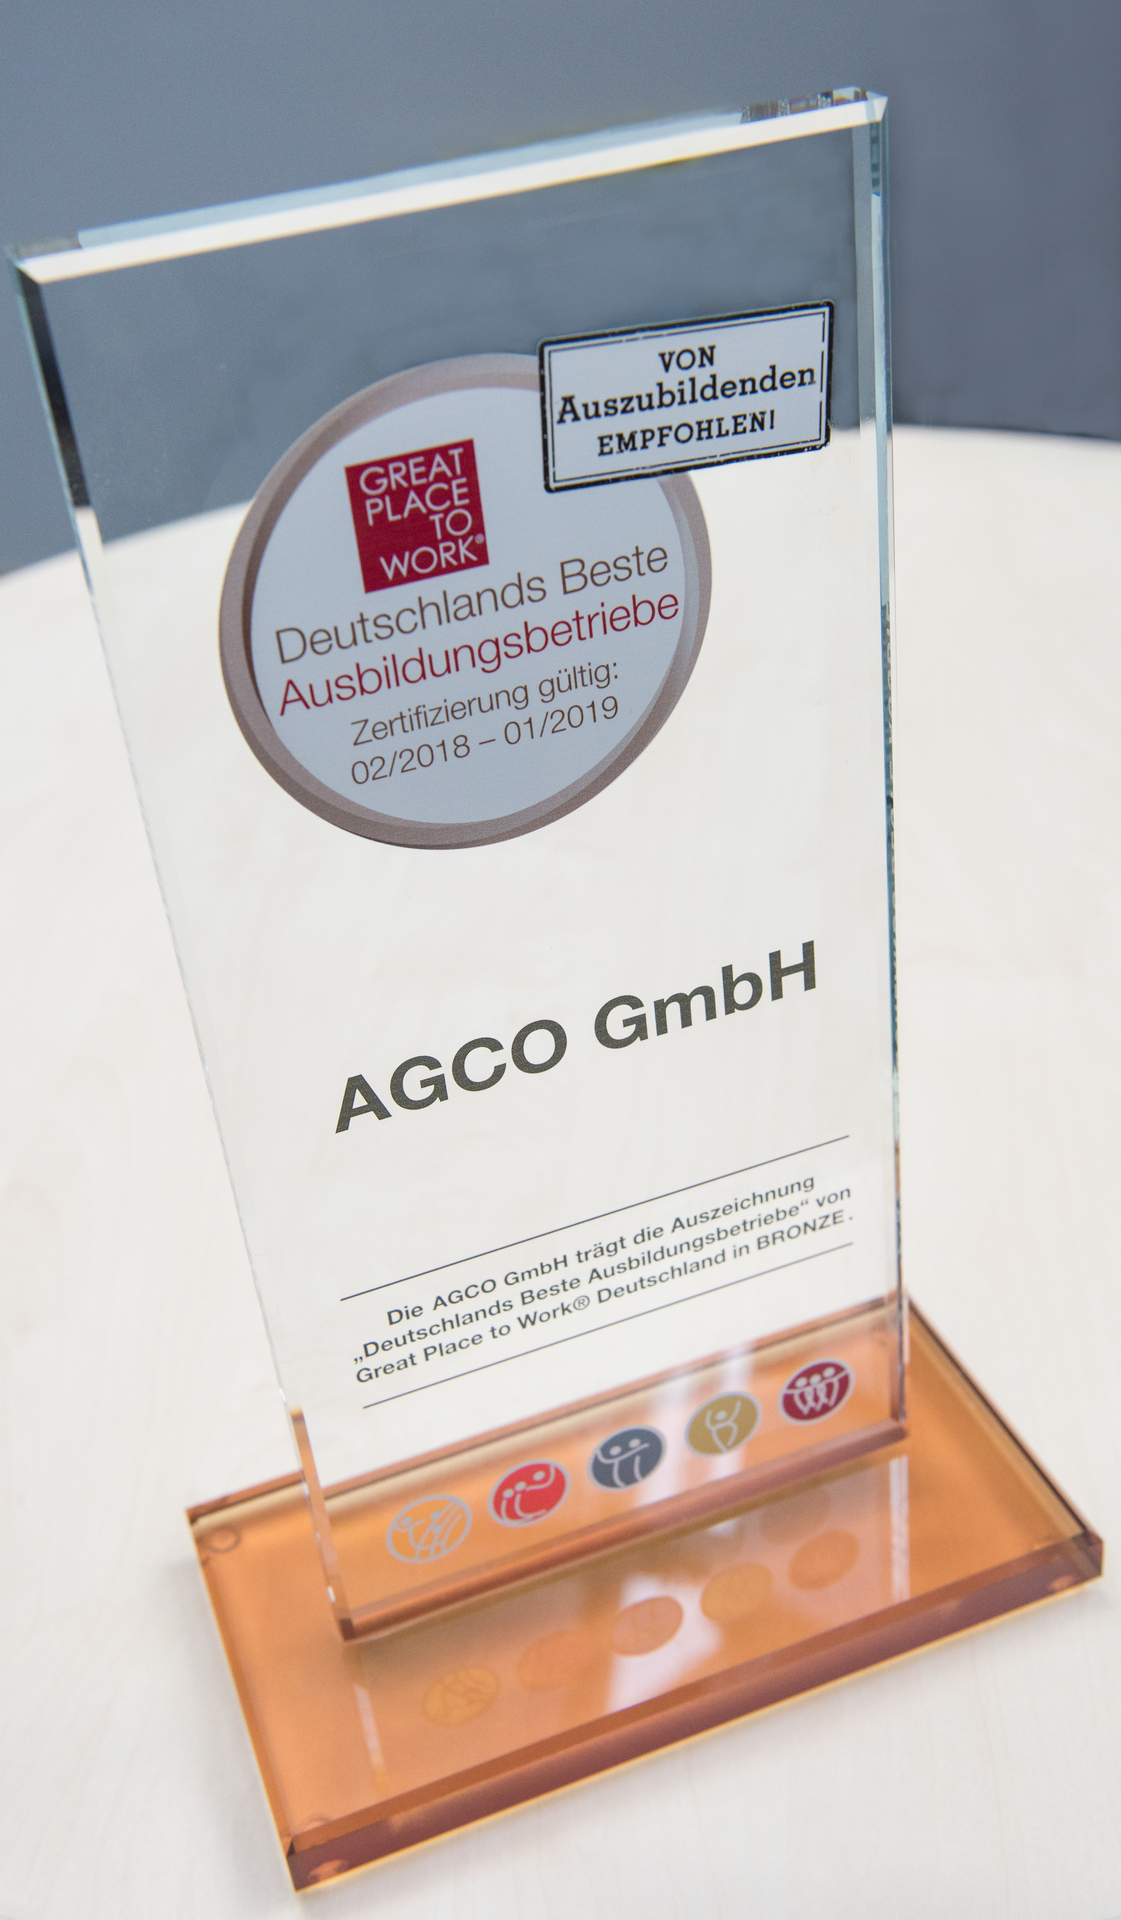 VON
Auszubildenden
EMPFOHLEN!
GREAT
PLACE
TO
WORK®
Deutschlands Beste
Ausbildungsbetriebe
Zertifizierung gültig:
02/2018 – 01/2019
AGCO GmbH
Die AGCO GmbH trägt die Auszeichnung
„Deutschlands Beste Ausbildungsbetriebe“ von
Great Place to Work® Deutschland in BRONZE.